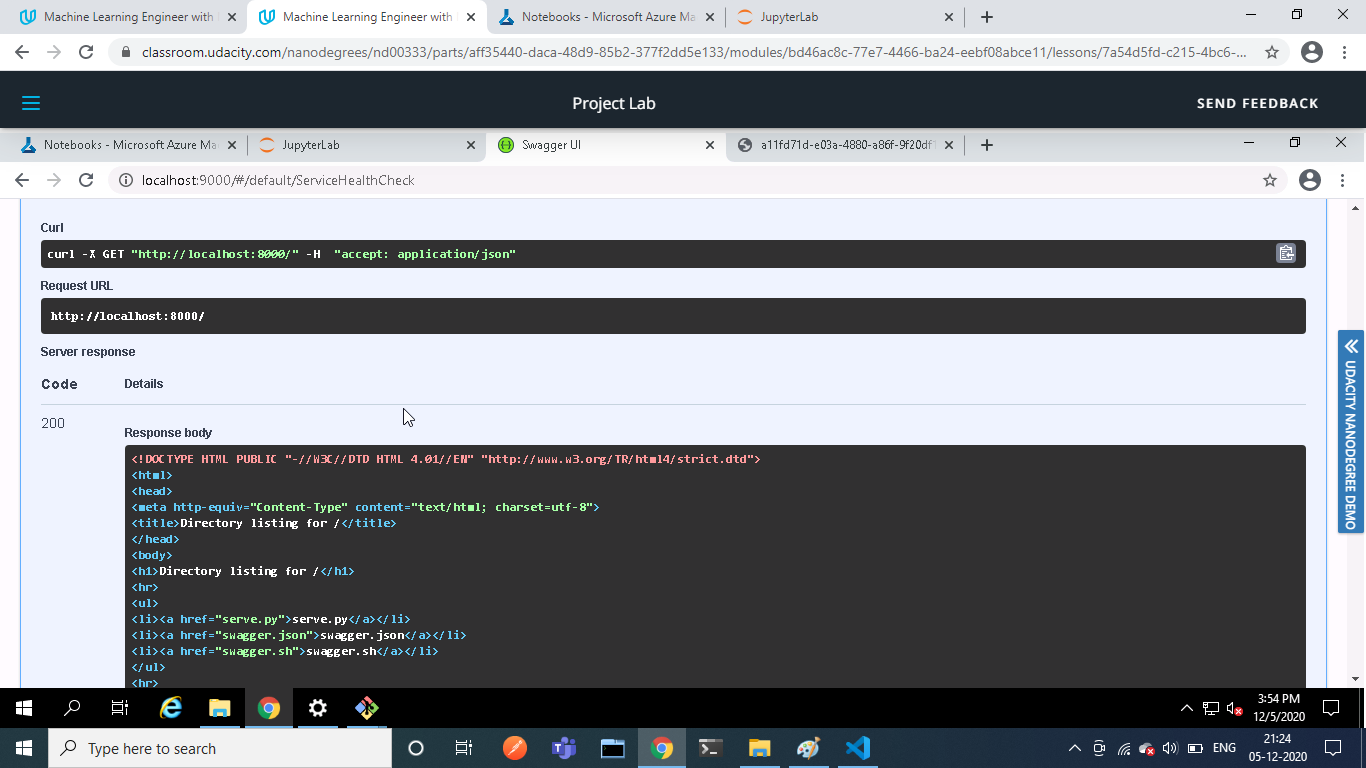 Machine Learning Engineer with
Machine Learning Engineer with
Notebooks - Microsoft Azure Ma
JupyterLab
classroom.udacity.com/nanodegrees/nd00333/parts/aff35440-daca-48d9-85b2-377f2dd5e133/modules/bd46ac8c-77e7-4466-ba24-eebf08abce11/lessons/7a54d5fd-c215-4bc6-...
Project Lab
SEND FEEDBACK
Notebooks - Microsoft Azure Ma
JupyterLab
Swagger UI
a11fd71d-e03a-4880-a86f-9f20df1
localhost:9000/#/default/ServiceHealthCheck
Curl
curl -X GET "http://localhost:8000/" -H  "accept: application/json"
Request URL
http://localhost:8000/
Server response
Code Details
200
Response body
<!DOCTYPE HTML PUBLIC "-//W3C//DTD HTML 4.01//EN" "http://www.w3.org/TR/html4/strict.dtd">
<html>
<head>
<meta http-equiv="Content-Type" content="text/html; charset=utf-8">
<title>Directory listing for /</title>
</head>
<body>
<h1>Directory listing for /</h1>
<hr>
<ul>
<li><a href="serve.py">serve.py</a></li>
<li><a href="swagger.json">swagger.json</a></li>
<li><a href="swagger.sh">swagger.sh</a></li>
</ul>
<hr>
UDACITY NANODEGREE DEMO
3:54 PM
12/5/2020
Type here to search
ENG
21:24
05-12-2020